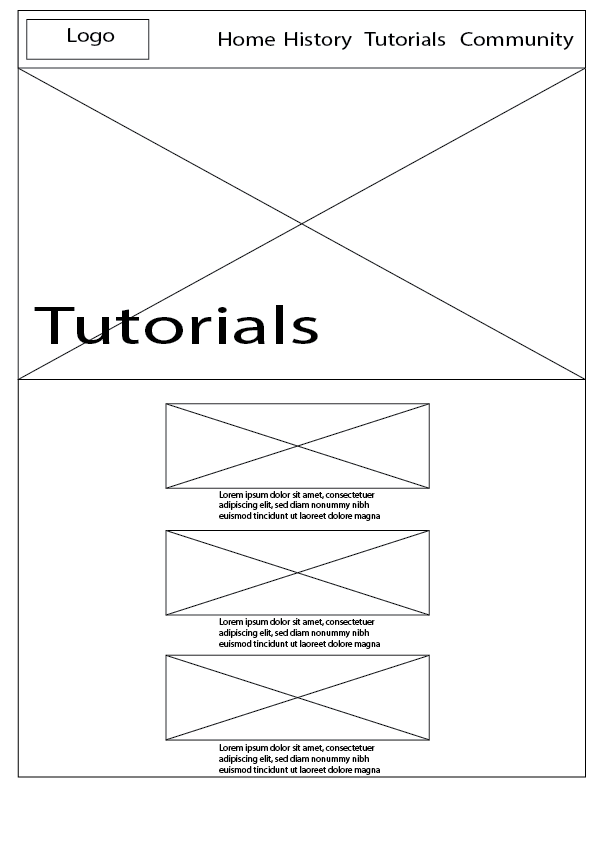 Logo
Home History Tutorials Community
Tutorials
Lorem ipsum dolor sit amet, consectetuer
adipiscing elit, sed diam nonummy nibh
euismod tincidunt ut laoreet dolore magna
Lorem ipsum dolor sit amet, consectetuer
adipiscing elit, sed diam nonummy nibh
euismod tincidunt ut laoreet dolore magna
Lorem ipsum dolor sit amet, consectetuer
adipiscing elit, sed diam nonummy nibh
euismod tincidunt ut laoreet dolore magna